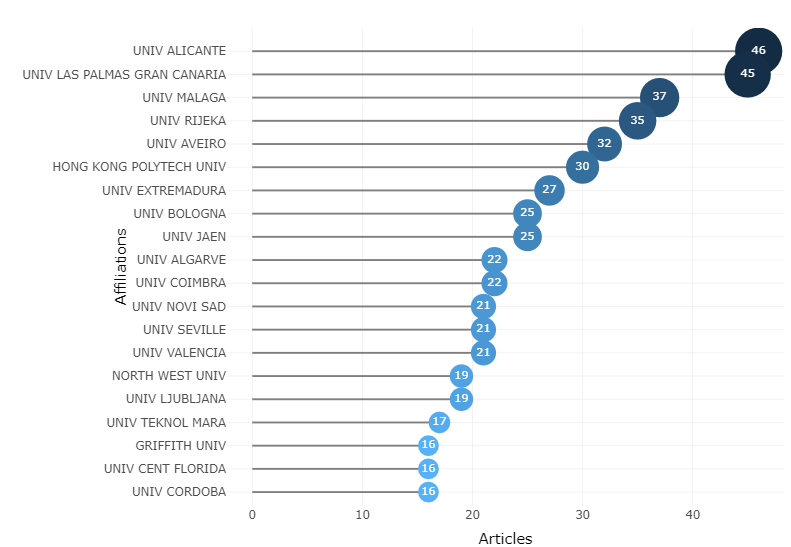 UNIV ALICANTE 46
UNIV LAS PALMAS GRAN CANARIA 45
UNIV MALAGA 37
UNIV RIJEKA 35
UNIV AVEIRO 32
HONG KONG POLYTECH UNIV 30
UNIV EXTREMADURA 27
UNIV BOLOGNA 25
UNIV JAEN 25
UNIV ALGARVE 22
UNIV COIMBRA 22
UNIV NOVI SAD 21
UNIV SEVILLE 21
UNIV VALENCIA 21
NORTH WEST UNIV 19
UNIV LJUBLJANA 19
UNIV TEKNOL MARA 17
GRIFFITH UNIV 16
UNIV CENT FLORIDA 16
UNIV CORDOBA 16
0 10 20 30 40
Articles
Affiliations